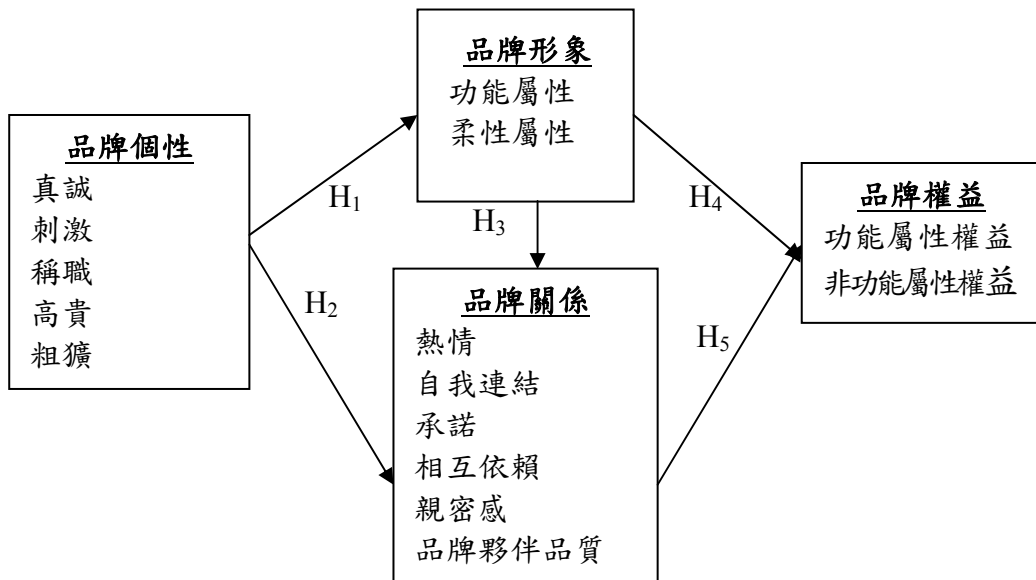 品牌個性
真誠
刺激
稱職
高貴
粗獷
H1
H2
品牌形象
功能屬性
柔性屬性
H3
品牌關係
熱情
自我連結
承諾
相互依賴
親密感
品牌夥伴品質
H4
H5
品牌權益
功能屬性權益
非功能屬性權益